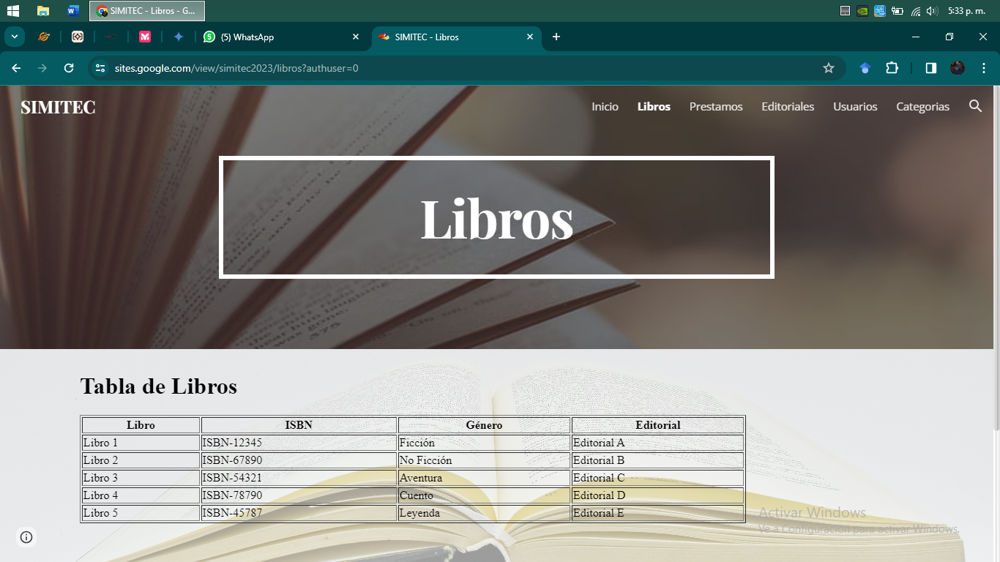 SIMITEC - Libros - G...
5:33 p. m.
5
(5) WhatsApp
SIMITEC - Libros
sites.google.com/view/simitec2023/libros?authuser=0
SIMITEC
Inicio Libros Prestamos Editoriales Usuarios Categorias
Libros
375
Tabla de Libros
Libro ISBN Género Editorial
Libro 1 ISBN-12345 Ficción Editorial A
Libro 2 ISBN-67890 No Ficción Editorial B
Libro 3 ISBN-54321 Aventura Editorial C
Libro 4 ISBN-78790 Cuento Editorial D
Libro 5 ISBN-45787 Leyenda Editorial E
Activar Windows
Ve a Configuración para activar Windows.